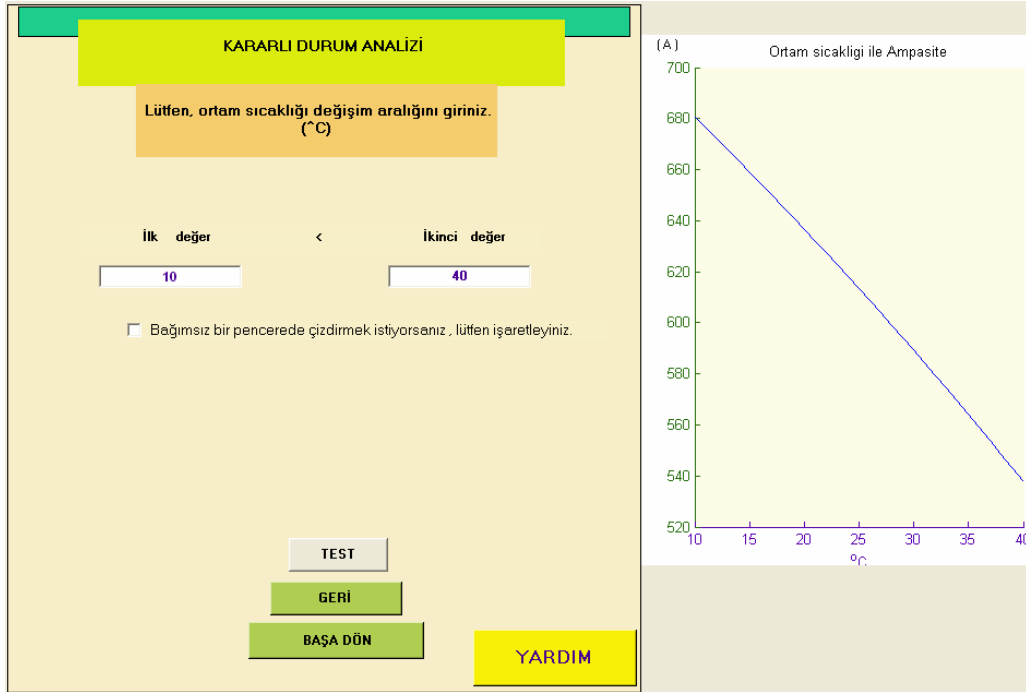 KARARLI DURUM ANALİZİ
Lütfen, ortam sıcaklığı değişim aralığını giriniz.
(^C)
İlk değer < İkinci değer
10 40
Bağımsız bir pencerede çizdirmek istiyorsanız , lütfen işaretleyiniz.
TEST
GERİ
BAŞA DÖN
YARDIM
(A)
Ortam sicakligi ile Ampasite
700
680
660
640
620
600
580
560
540
520
10 15 20 25 30 35 40
ºC